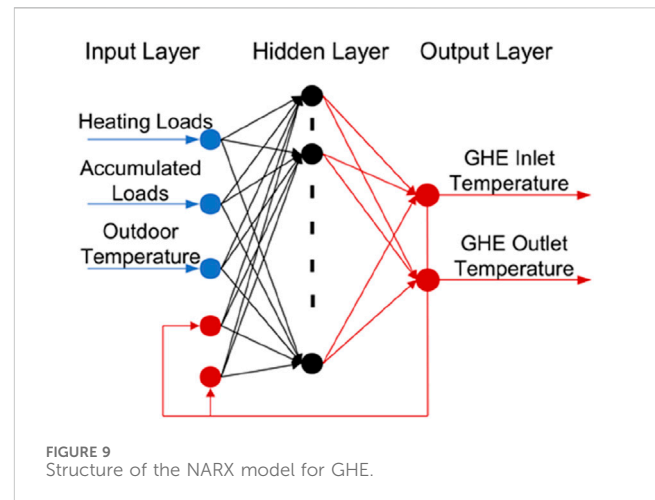 Input Layer Hidden Layer Output Layer
Heating Loads
Accumulated
Loads
Outdoor
Temperature
GHE Inlet
Temperature
GHE Outlet
Temperature
FIGURE 9
Structure of the NARX model for GHE.